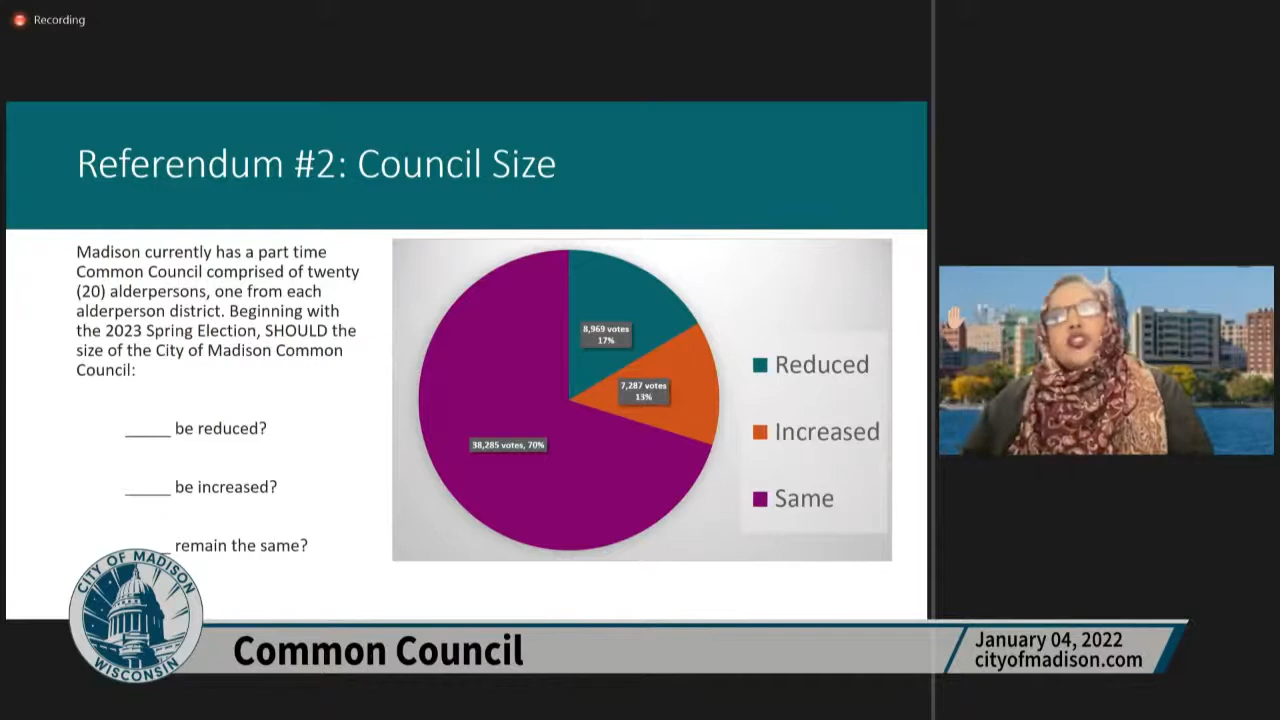 Recording
Referendum #2: Council Size
Madison currently has a part time
Common Council comprised of twenty
(20) alderpersons, one from each
alderperson district. Beginning with
the 2023 Spring Election, SHOULD the
size of the City of Madison Common
Council:
_____ be reduced?
_____ be increased?
_ remain the same?
8,969 votes
17%
7,287 votes
13%
38,285 votes, 70%
Reduced
Increased
Same
CITY OF MADISON
WISCONSIN
Common Council
January 04, 2022
cityofmadison.com